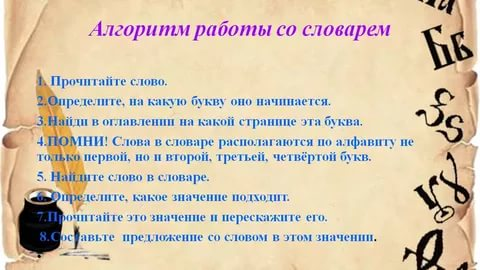 Алгоритм работы со словарем
1. Прочитайте слово.
2.Определите, на какую букву оно начинается.
3.Найди в оглавлении на какой странице эта буква.
4.ПОМНИ! Слова в словаре располагаются по алфавиту не
только первой, но и второй, третьей, четвёртой букв.
5. Найдите слово в словаре.
6. Определите, какое значение подходит.
7.Прочитайте это значение и перескажите его.
8.Составьте предложение со словом в этом значении.